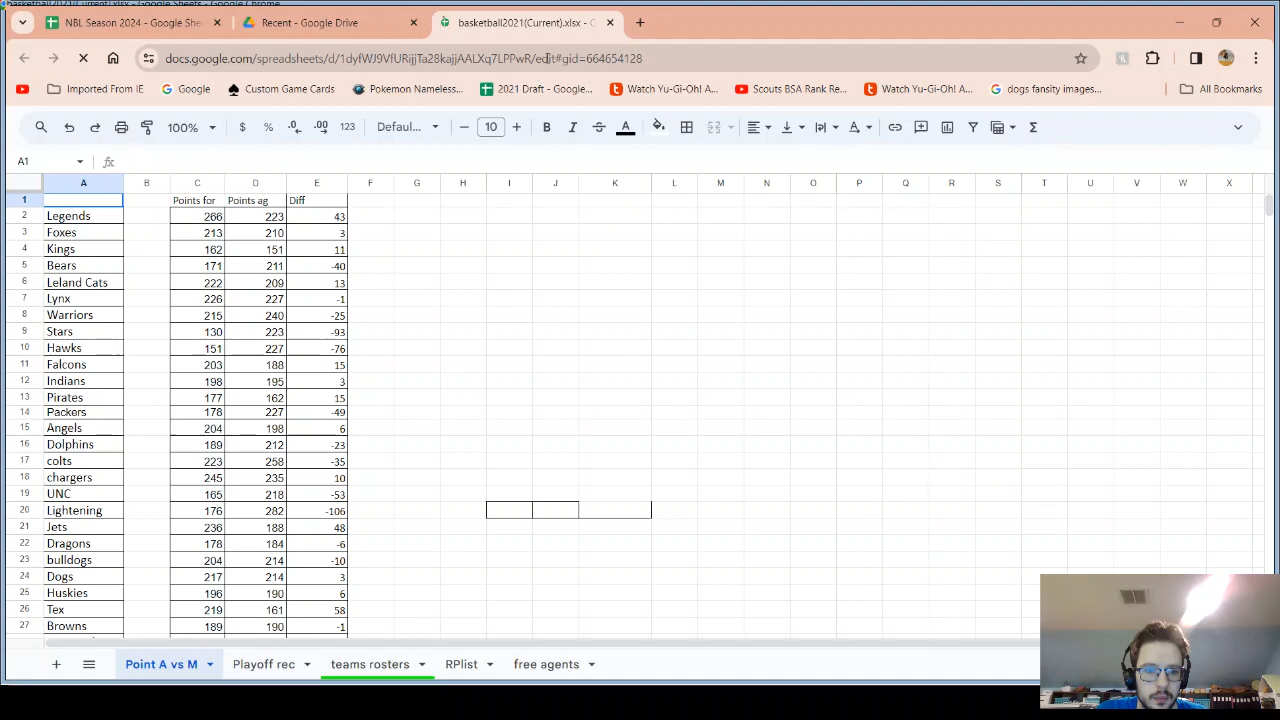 basketball2021(Current).xlsx - Google Sheets - Google Chrome
NBL Season 2024 - Google She
Recent - Google Drive
basketball2021(Current).xlsx - G
docs.google.com/spreadsheets/d/1dyfWJ9VfURijjTa28kajjAALXq7LPPwR/edit#gid=664654128
Imported From IE
Google
Custom Game Cards
Pokemon Nameless...
2021 Draft - Google...
Watch Yu-Gi-Oh! A...
Scouts BSA Rank Re...
Watch Yu-Gi-Oh! A...
dogs fansity images...
All Bookmarks
100% $ % .0 .00 123 Defaul... 10 B I A
A1 fx
A B C D E F G H I J K L M N O P Q R S T U V W X
1 Points for Points ag Diff
2 Legends 266 223 43
3 Foxes 213 210 3
4 Kings 162 151 11
5 Bears 171 211 -40
6 Leland Cats 222 209 13
7 Lynx 226 227 -1
8 Warriors 215 240 -25
9 Stars 130 223 -93
10 Hawks 151 227 -76
11 Falcons 203 188 15
12 Indians 198 195 3
13 Pirates 177 162 15
14 Packers 178 227 -49
15 Angels 204 198 6
16 Dolphins 189 212 -23
17 colts 223 258 -35
18 chargers 245 235 10
19 UNC 165 218 -53
20 Lightening 176 282 -106
21 Jets 236 188 48
22 Dragons 178 184 -6
23 bulldogs 204 214 -10
24 Dogs 217 214 3
25 Huskies 196 190 6
26 Tex 219 161 58
27 Browns 189 190 -1
Point A vs M
Playoff rec
teams rosters
RPlist
free agents